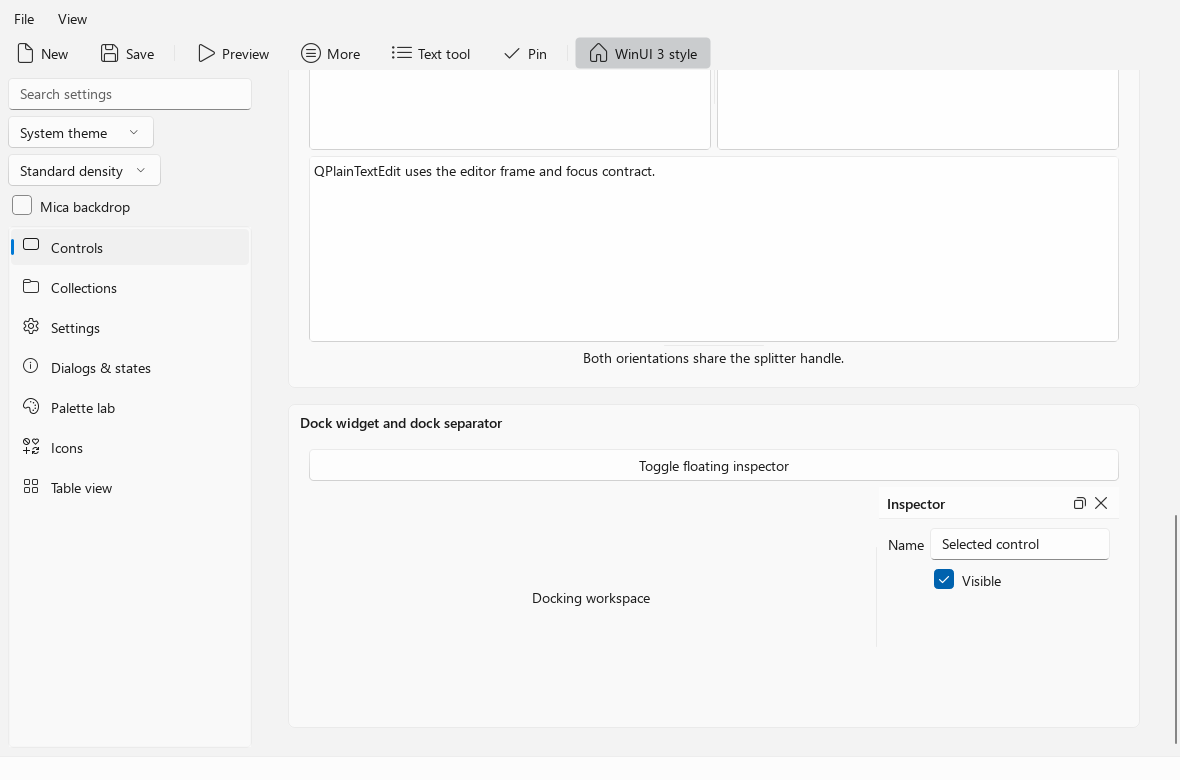 File View
New Save Preview More Text tool Pin WinUI 3 style
Search settings
System theme
Standard density
Mica backdrop
Controls
Collections
Settings
Dialogs & states
Palette lab
Icons
Table view
QPlainTextEdit uses the editor frame and focus contract.
Both orientations share the splitter handle.
Dock widget and dock separator
Toggle floating inspector
Docking workspace
Inspector
Name Selected control
Visible